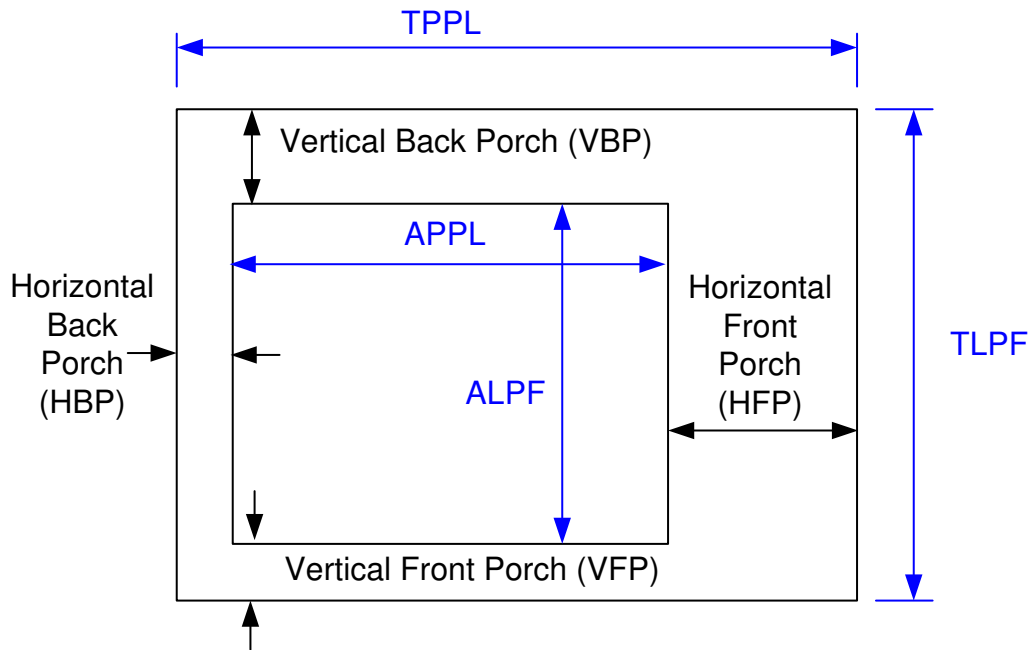 TPPL
Vertical Back Porch (VBP)
APPL
Horizontal
Back
Porch
(HBP)
ALPF
Horizontal
Front
Porch
(HFP)
TLPF
Vertical Front Porch (VFP)